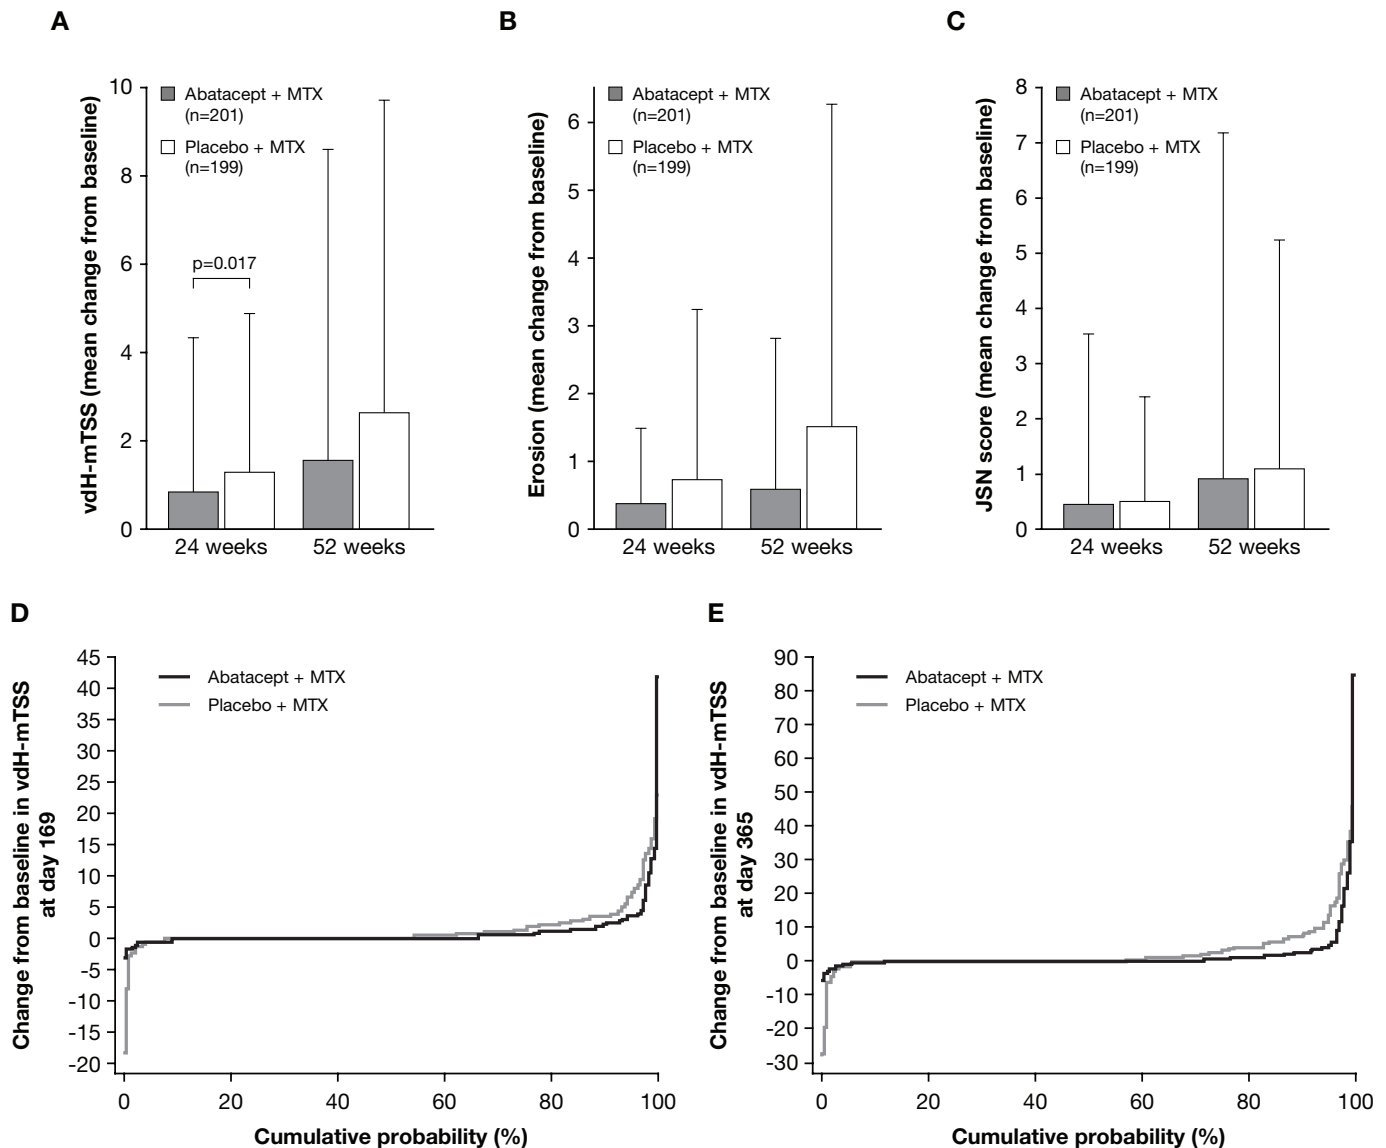 A
vdH-mTSS (mean change from baseline)
10
8
6
4
2
0
Abatacept + MTX
(n=201)
Placebo + MTX
(n=199)
p=0.017
24 weeks
52 weeks
B
Erosion (mean change from baseline)
6
5
4
3
2
1
0
Abatacept + MTX
(n=201)
Placebo + MTX
(n=199)
24 weeks
52 weeks
C
JSN score (mean change from baseline)
8
7
6
5
4
3
2
1
0
Abatacept + MTX
(n=201)
Placebo + MTX
(n=199)
24 weeks
52 weeks
D
Change from baseline in vdH-mTSS
at day 169
45
40
35
30
25
20
15
10
5
0
-5
-10
-15
-20
Abatacept + MTX
Placebo + MTX
0
20
40
60
80
100
Cumulative probability (%)
E
Change from baseline in vdH-mTSS
at day 365
90
80
70
60
50
40
30
20
10
0
-10
-20
-30
Abatacept + MTX
Placebo + MTX
0
20
40
60
80
100
Cumulative probability (%)